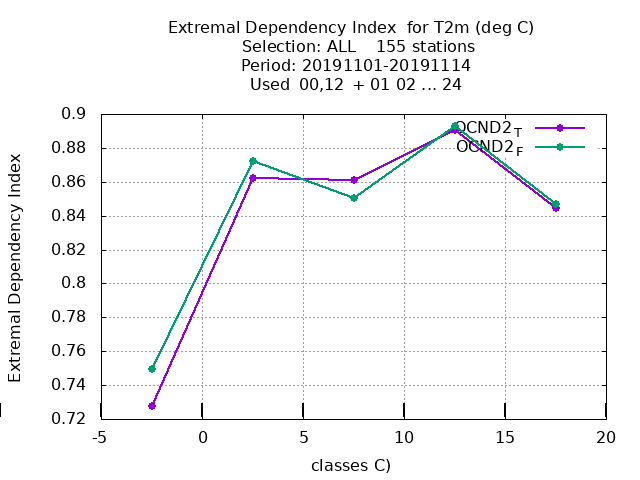 Extremal Dependency Index  for T2m (deg C)
Selection: ALL    155 stations
Period: 20191101-20191114
Used  00,12  + 01 02 ... 24
Extremal Dependency Index
0.9
0.88
0.86
0.84
0.82
0.8
0.78
0.76
0.74
0.72
OCND2T
OCND2F
-5 0 5 10 15 20
classes C)